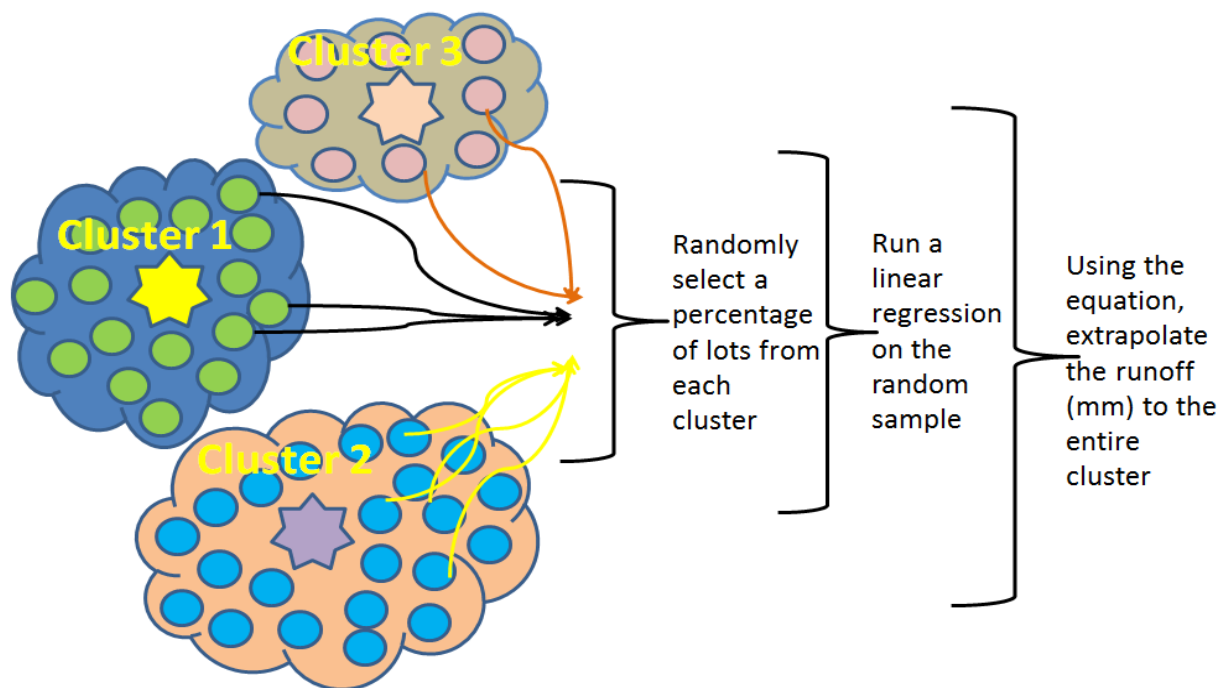 Cluster 3
Cluster 1
Cluster 2
Randomly
select a
percentage
of lots from
each
cluster
Run a
linear
regression
on the
random
sample
Using the
equation,
extrapolate
the runoff
(mm) to the
entire
cluster